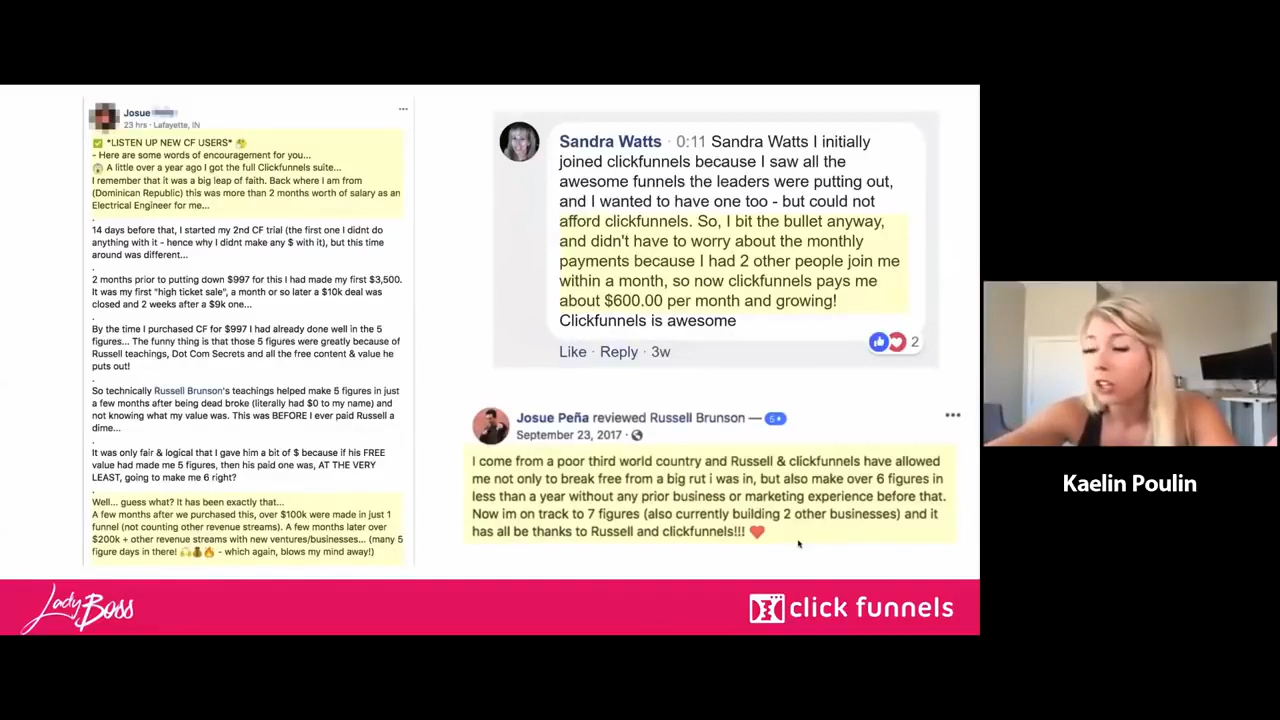 Josue
23 hrs · Lafayette, IN
*LISTEN UP NEW CF USERS*
- Here are some words of encouragement for you...
A little over a year ago I got the full Clickfunnels suite...
I remember that it was a big leap of faith. Back where I am from
(Dominican Republic) this was more than 2 months worth of salary as an
Electrical Engineer for me...
.
14 days before that, I started my 2nd CF trial (the first one I didnt do
anything with it - hence why I didnt make any $ with it), but this time
around was different...
.
2 months prior to putting down $997 for this I had made my first $3,500.
It was my first "high ticket sale", a month or so later a $10k deal was
closed and 2 weeks after a $9k one...
.
By the time I purchased CF for $997 I had already done well in the 5
figures... The funny thing is that those 5 figures were greatly because of
Russell teachings, Dot Com Secrets and all the free content & value he
puts out!
.
So technically Russell Brunson's teachings helped make 5 figures in just
a few months after being dead broke (literally had $0 to my name) and
not knowing what my value was. This was BEFORE I ever paid Russell a
dime...
.
It was only fair & logical that I gave him a bit of $ because if his FREE
value had made me 5 figures, then his paid one was, AT THE VERY
LEAST, going to make me 6 right?
.
Well... guess what? It has been exactly that...
A few months after we purchased this, over $100k were made in just 1
funnel (not counting other revenue streams). A few months later over
$200k + other revenue streams with new ventures/businesses... (many 5
figure days in there! 🙌💰🔥 - which again, blows my mind away!)
Sandra Watts · 0:11 Sandra Watts I initially
joined clickfunnels because I saw all the
awesome funnels the leaders were putting out,
and I wanted to have one too - but could not
afford clickfunnels. So, I bit the bullet anyway,
and didn't have to worry about the monthly
payments because I had 2 other people join me
within a month, so now clickfunnels pays me
about $600.00 per month and growing!
Clickfunnels is awesome
2
Like · Reply · 3w
Josue Peña reviewed Russell Brunson — 5★
September 23, 2017 ·
I come from a poor third world country and Russell & clickfunnels have allowed
me not only to break free from a big rut i was in, but also make over 6 figures in
less than a year without any prior business or marketing experience before that.
Now im on track to 7 figures (also currently building 2 other businesses) and it
has all be thanks to Russell and clickfunnels!!! ❤️
Kaelin Poulin
Lady Boss
click funnels